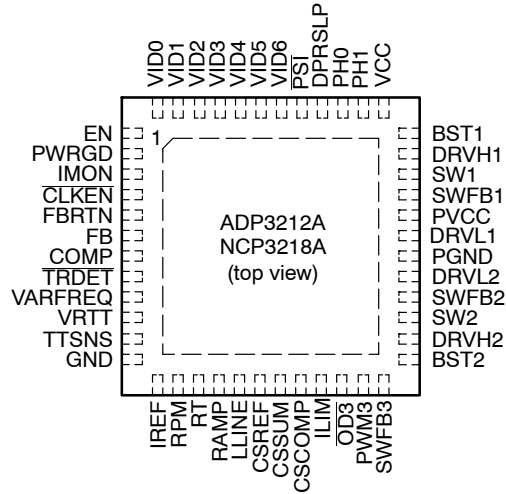 VID0
VID1
VID2
VID3
VID4
VID5
VID6
PSI
DPRSLP
PH0
PH1
VCC
EN
PWRGD
IMON
CLKEN
FBRTN
FB
COMP
TRDET
VARFREQ
VRTT
TTSNS
GND
1
ADP3212A
NCP3218A
(top view)
BST1
DRVH1
SW1
SWFB1
PVCC
DRVL1
PGND
DRVL2
SWFB2
SW2
DRVH2
BST2
IREF
RPM
RT
RAMP
LLINE
CSREF
CSSUM
CSCOMP
ILIM
OD3
PWM3
SWFB3